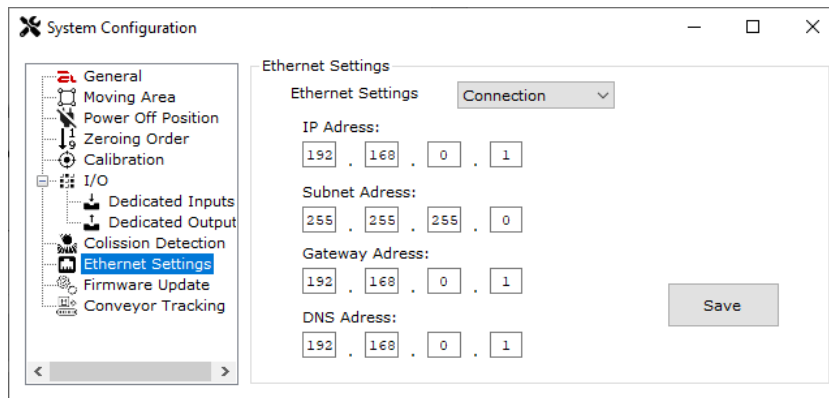 System Configuration
General
Moving Area
Power Off Position
Zeroing Order
Calibration
I/O
Dedicated Inputs
Dedicated Output
Colission Detection
Ethernet Settings
Firmware Update
Conveyor Tracking
Ethernet Settings
Ethernet Settings Connection
IP Adress:
192 . 168 . 0 . 1
Subnet Adress:
255 . 255 . 255 . 0
Gateway Adress:
192 . 168 . 0 . 1
DNS Adress:
192 . 168 . 0 . 1
Save